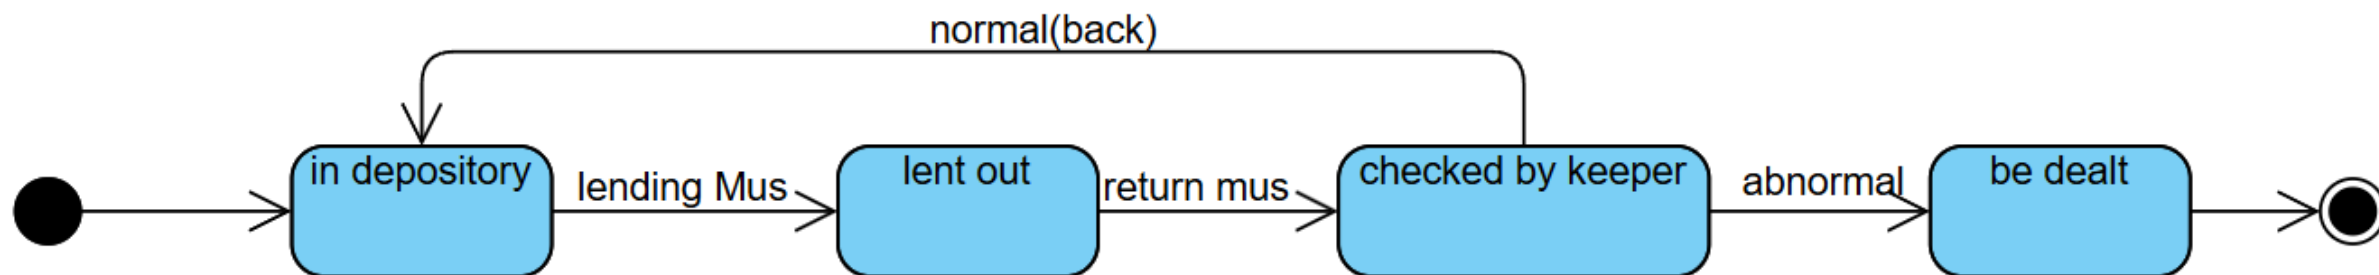 normal(back)
in depository
lending Mus
lent out
return mus
checked by keeper
abnormal
be dealt